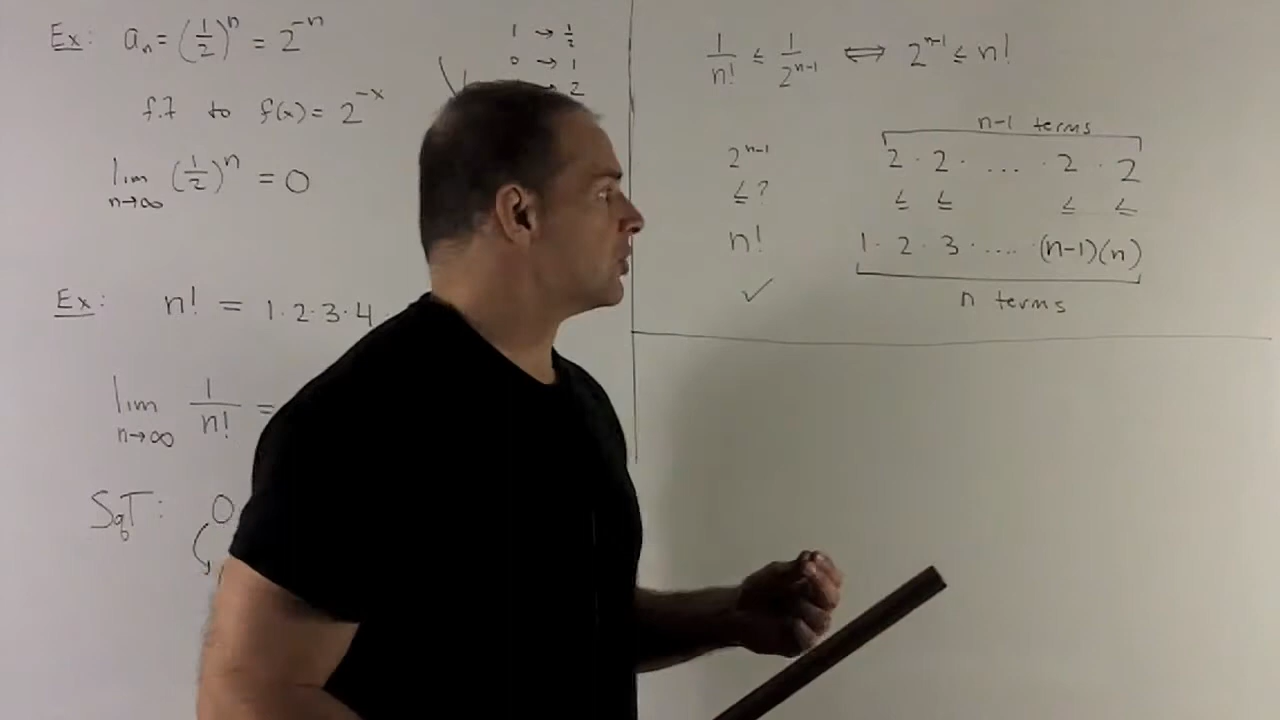 Ex: aₙ = (1/2)ⁿ = 2⁻ⁿ
f.f to f(x) = 2⁻ˣ
lim n→∞ (1/2)ⁿ = 0
1 → 1/2
0 → 1
→ 2
Ex: n! = 1·2·3·4
lim n→∞ 1/n! =
SqT: 0
1/n! ≤ 1/2ⁿ⁻¹ ⟺ 2ⁿ⁻¹ ≤ n!
n-1 terms
2ⁿ⁻¹ 2 · 2 · ... · 2 · 2
≤ ? ≤ ≤ ≤ ≤
n! 1 · 2 · 3 · .... · (n-1)(n)
✓ n terms